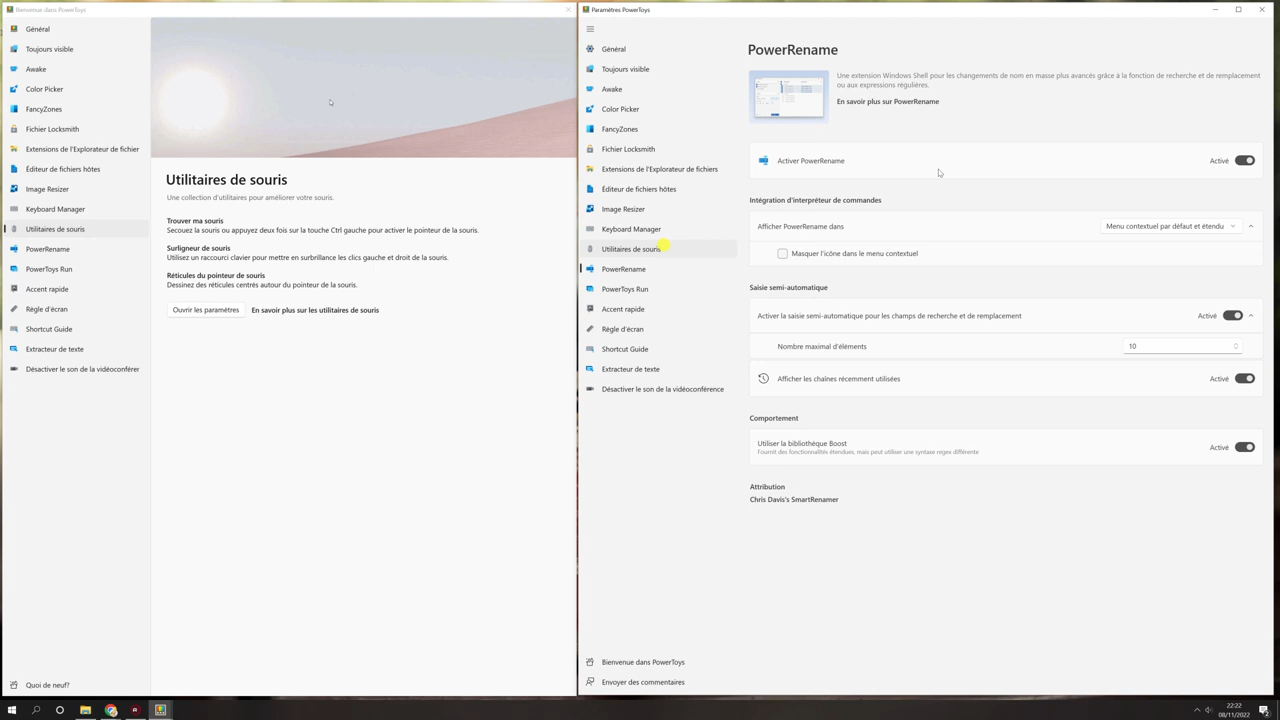 Bienvenue dans PowerToys
Général
Toujours visible
Awake
Color Picker
FancyZones
Fichier Locksmith
Extensions de l'Explorateur de fichier
Éditeur de fichiers hôtes
Image Resizer
Keyboard Manager
Utilitaires de souris
PowerRename
PowerToys Run
Accent rapide
Règle d'écran
Shortcut Guide
Extracteur de texte
Désactiver le son de la vidéoconférer
Quoi de neuf?
Utilitaires de souris
Une collection d'utilitaires pour améliorer votre souris.
Trouver ma souris
Secouez la souris ou appuyez deux fois sur la touche Ctrl gauche pour activer le pointeur de la souris.
Surligneur de souris
Utilisez un raccourci clavier pour mettre en surbrillance les clics gauche et droit de la souris.
Réticules du pointeur de souris
Dessinez des réticules centrés autour du pointeur de la souris.
Ouvrir les paramètres
En savoir plus sur les utilitaires de souris
Paramètres PowerToys
Général
Toujours visible
Awake
Color Picker
FancyZones
Fichier Locksmith
Extensions de l'Explorateur de fichiers
Éditeur de fichiers hôtes
Image Resizer
Keyboard Manager
Utilitaires de souris
PowerRename
PowerToys Run
Accent rapide
Règle d'écran
Shortcut Guide
Extracteur de texte
Désactiver le son de la vidéoconférence
Bienvenue dans PowerToys
Envoyer des commentaires
PowerRename
Une extension Windows Shell pour les changements de nom en masse plus avancés grâce à la fonction de recherche et de remplacement
ou aux expressions régulières.
En savoir plus sur PowerRename
Activer PowerRename
Activé
Intégration d'interpréteur de commandes
Afficher PowerRename dans
Menu contextuel par défaut et étendu
Masquer l'icône dans le menu contextuel
Saisie semi-automatique
Activer la saisie semi-automatique pour les champs de recherche et de remplacement
Activé
Nombre maximal d'éléments
10
Afficher les chaînes récemment utilisées
Activé
Comportement
Utiliser la bibliothèque Boost
Activé
Fournit des fonctionnalités étendues, mais peut utiliser une syntaxe regex différente
Attribution
Chris Davis's SmartRenamer
22:22
08/11/2022
2